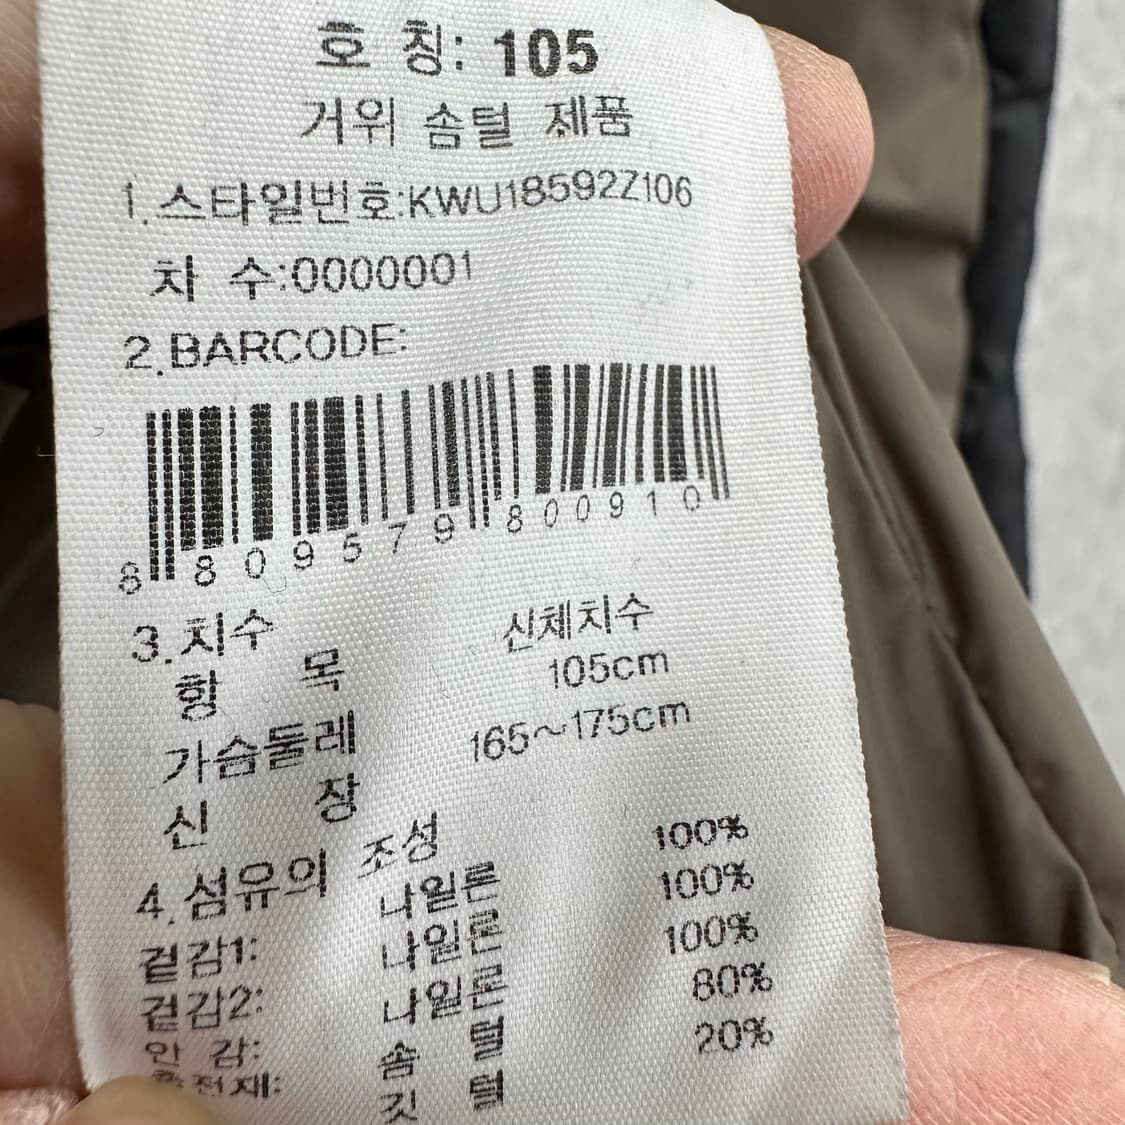 호 칭: 105
거위 솜털 제품
1.스타일번호:KWU18592Z106
차 수:0000001
2.BARCODE:
8 809579 800910
3.치수
항 목 신체치수
가슴둘레 105cm
신 장 165~175cm
4.섬유의 조성
겉감1: 나일론 100%
겉감2: 나일론 100%
안 감: 나일론 100%
충전재: 솜 털 80%
깃 털 20%